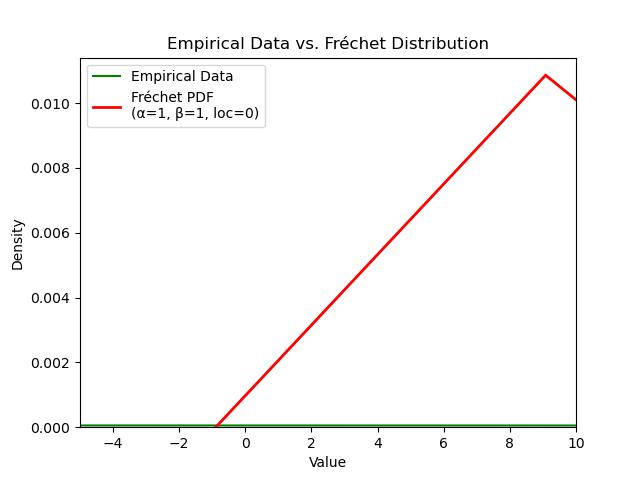 Empirical Data vs. Fréchet Distribution
Empirical Data
Fréchet PDF
(α=1, β=1, loc=0)
Density
0.010
0.008
0.006
0.004
0.002
0.000
−4
−2
0
2
4
6
8
10
Value